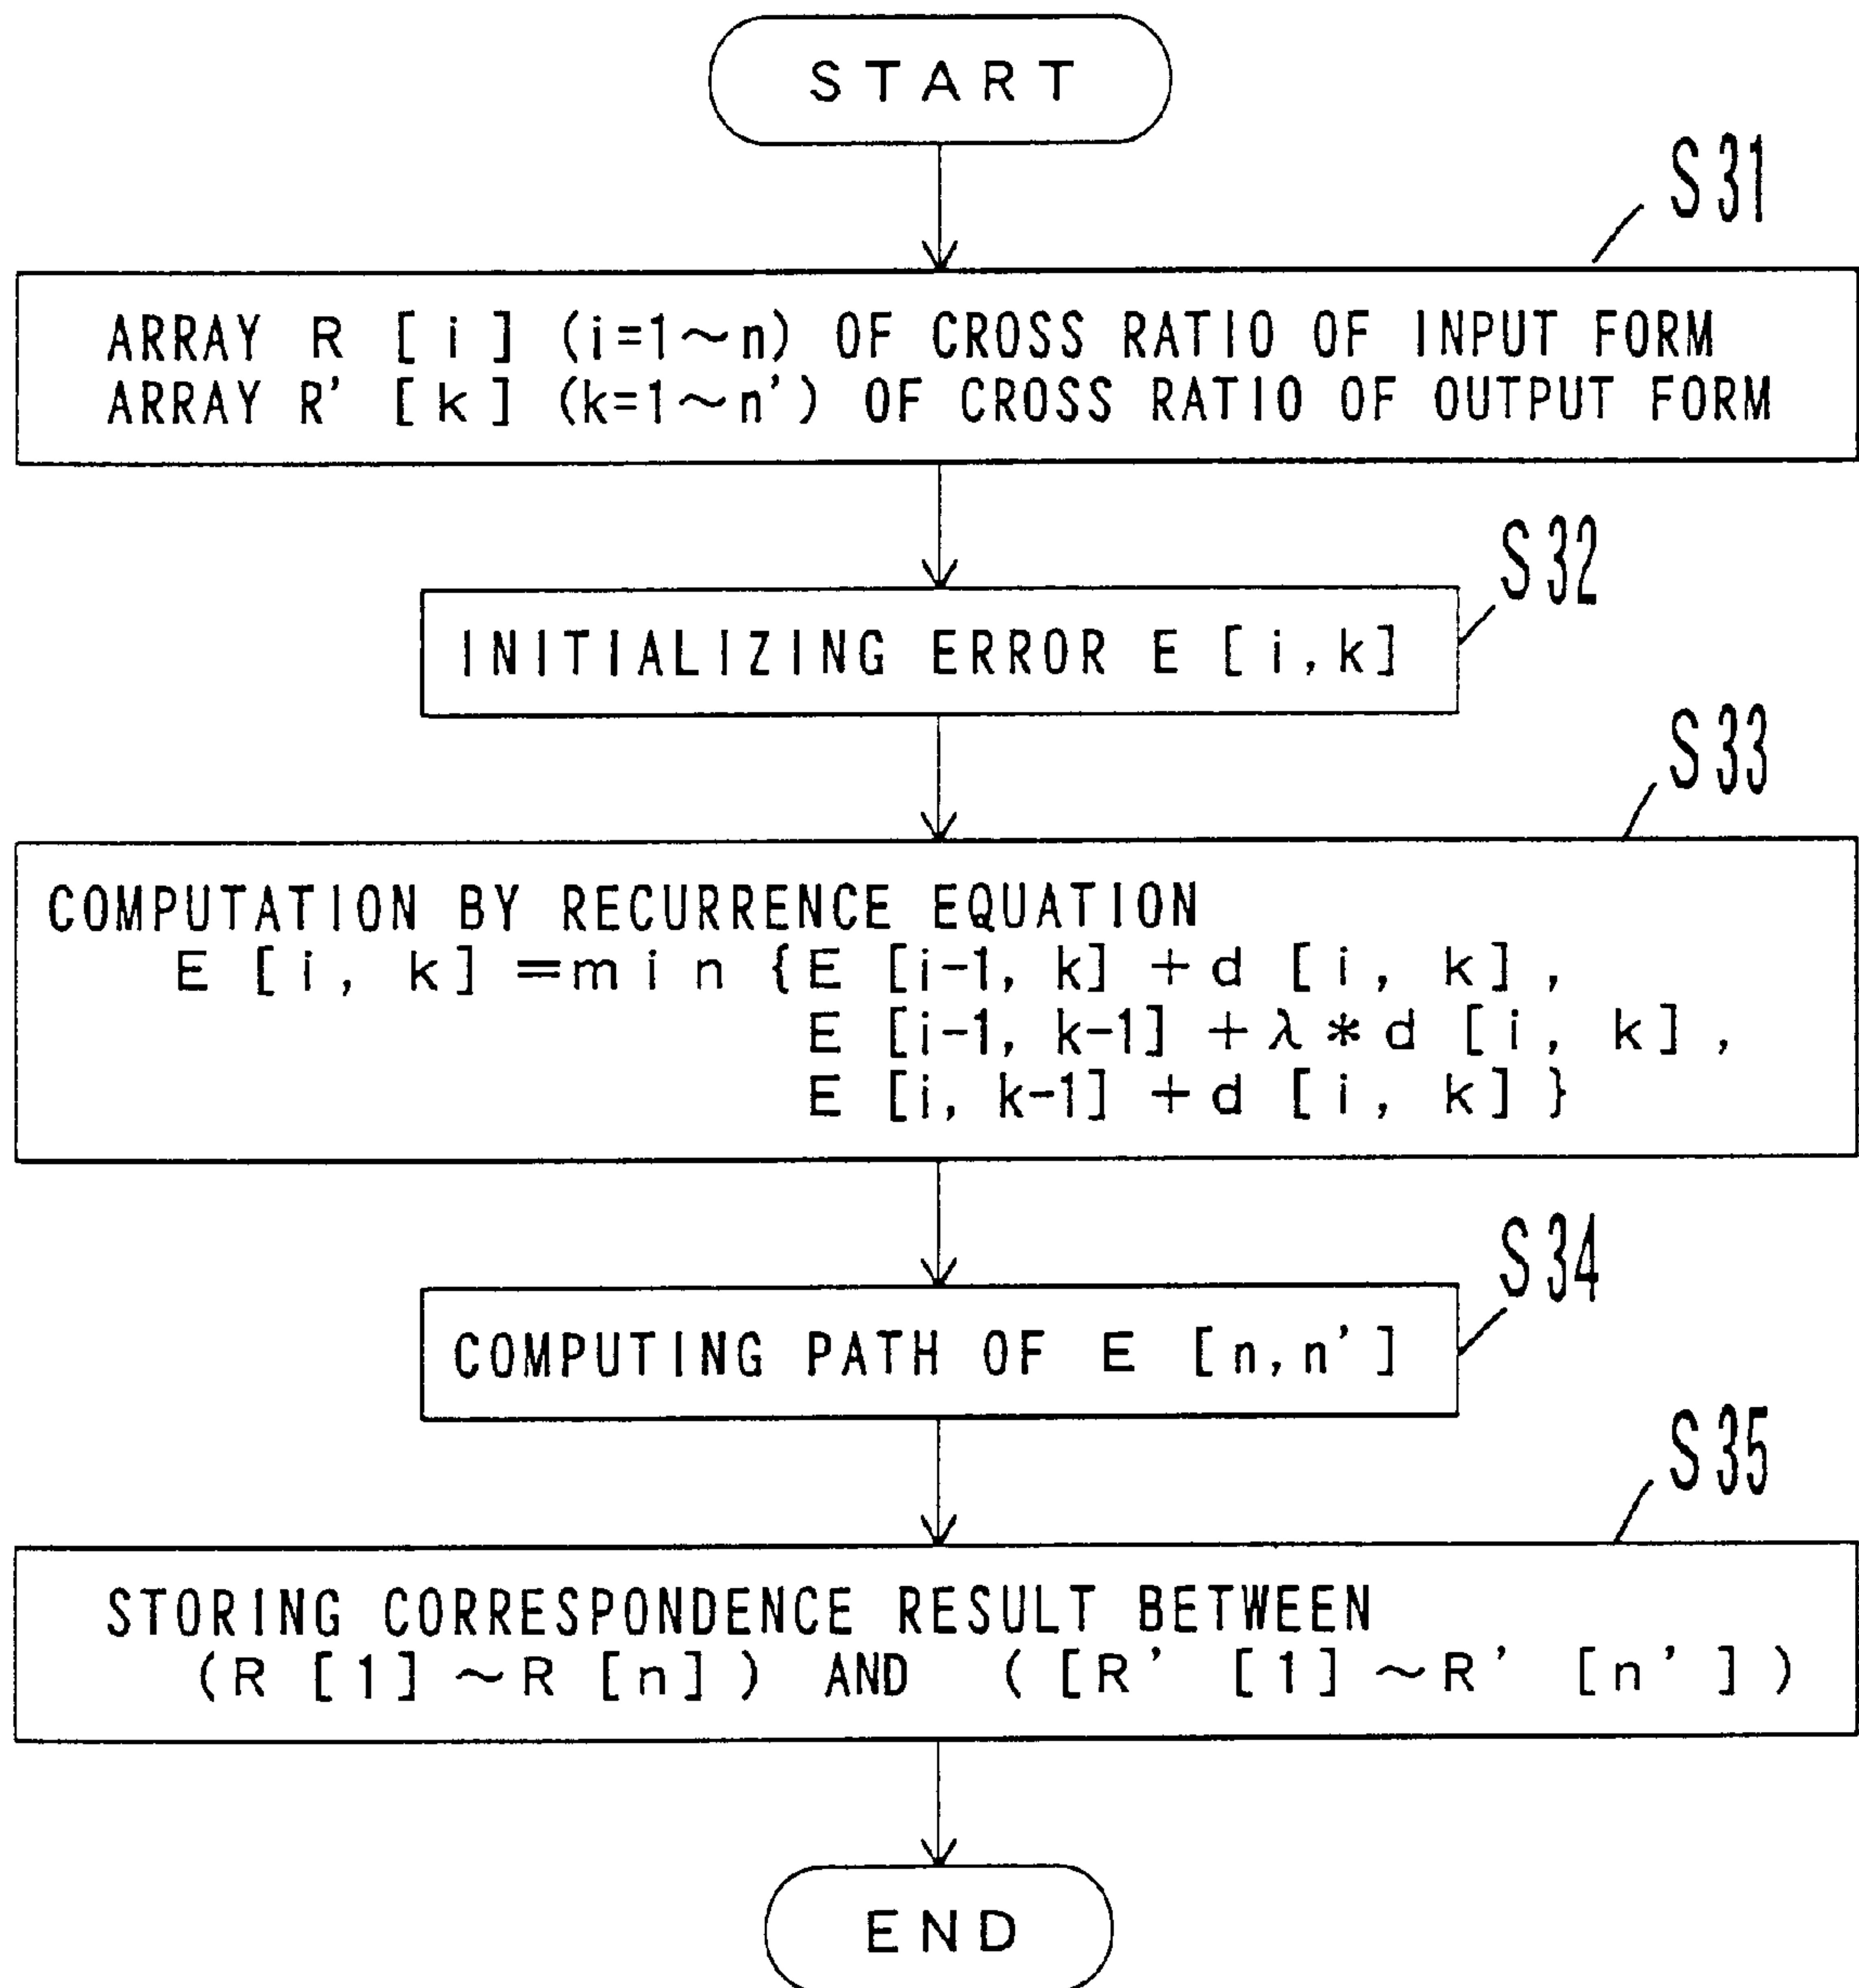 START
S31
ARRAY R [i] (i=1~n) OF CROSS RATIO OF INPUT FORM
ARRAY R' [k] (k=1~n') OF CROSS RATIO OF OUTPUT FORM
S32
INITIALIZING ERROR E [i,k]
S33
COMPUTATION BY RECURRENCE EQUATION
E [i, k] =min {E [i-1, k] +d [i, k] ,
E [i-1, k-1] +λ*d [i, k] ,
E [i, k-1] +d [i, k] }
S34
COMPUTING PATH OF E [n,n']
S35
STORING CORRESPONDENCE RESULT BETWEEN
(R [1] ~R [n] ) AND ( [R' [1] ~R' [n' ] )
END